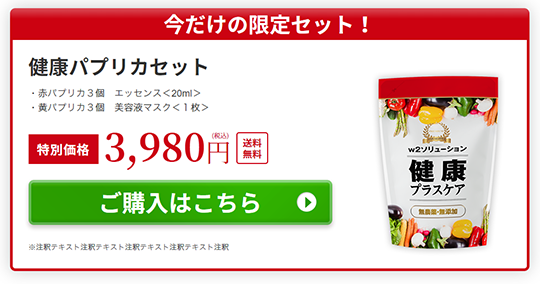 今だけの限定セット！
健康パプリカセット
・赤パプリカ３個　エッセンス＜20ml＞
・黄パプリカ３個　美容液マスク＜１枚＞
特別価格 3,980円 (税込) 送料無料
ご購入はこちら
※注釈テキスト注釈テキスト注釈テキスト注釈テキスト注釈
w2ソリューション
健康
プラスケア
無農薬・無添加